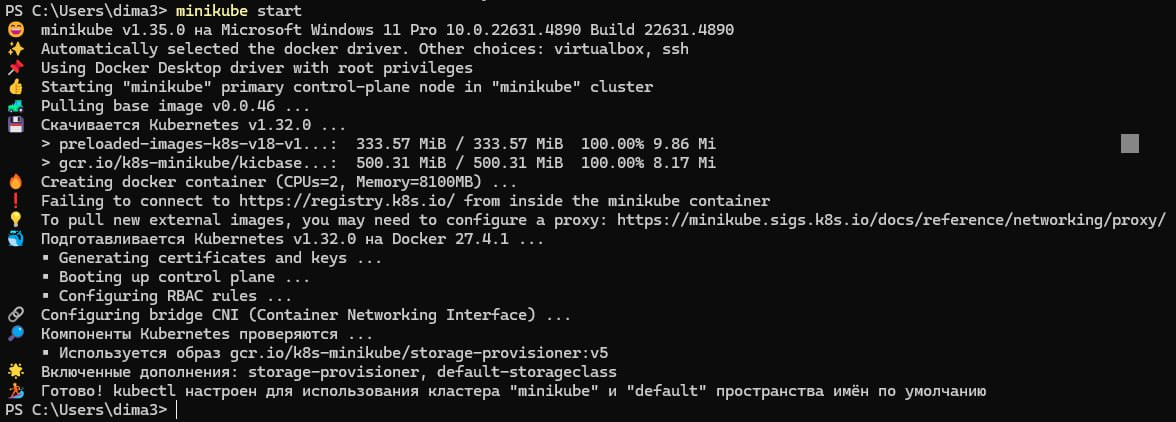 PS C:\Users\dima3> minikube start
😄 minikube v1.35.0 на Microsoft Windows 11 Pro 10.0.22631.4890 Build 22631.4890
✨ Automatically selected the docker driver. Other choices: virtualbox, ssh
📌 Using Docker Desktop driver with root privileges
👍 Starting "minikube" primary control-plane node in "minikube" cluster
🚜 Pulling base image v0.0.46 ...
💾 Скачивается Kubernetes v1.32.0 ...
> preloaded-images-k8s-v18-v1...: 333.57 MiB / 333.57 MiB 100.00% 9.86 Mi
> gcr.io/k8s-minikube/kicbase...: 500.31 MiB / 500.31 MiB 100.00% 8.17 Mi
🔥 Creating docker container (CPUs=2, Memory=8100MB) ...
❗ Failing to connect to https://registry.k8s.io/ from inside the minikube container
💡 To pull new external images, you may need to configure a proxy: https://minikube.sigs.k8s.io/docs/reference/networking/proxy/
🐳 Подготавливается Kubernetes v1.32.0 на Docker 27.4.1 ...
▪ Generating certificates and keys ...
▪ Booting up control plane ...
▪ Configuring RBAC rules ...
🔗 Configuring bridge CNI (Container Networking Interface) ...
🔎 Компоненты Kubernetes проверяются ...
▪ Используется образ gcr.io/k8s-minikube/storage-provisioner:v5
🌟 Включенные дополнения: storage-provisioner, default-storageclass
🏄 Готово! kubectl настроен для использования кластера "minikube" и "default" пространства имён по умолчанию
PS C:\Users\dima3>